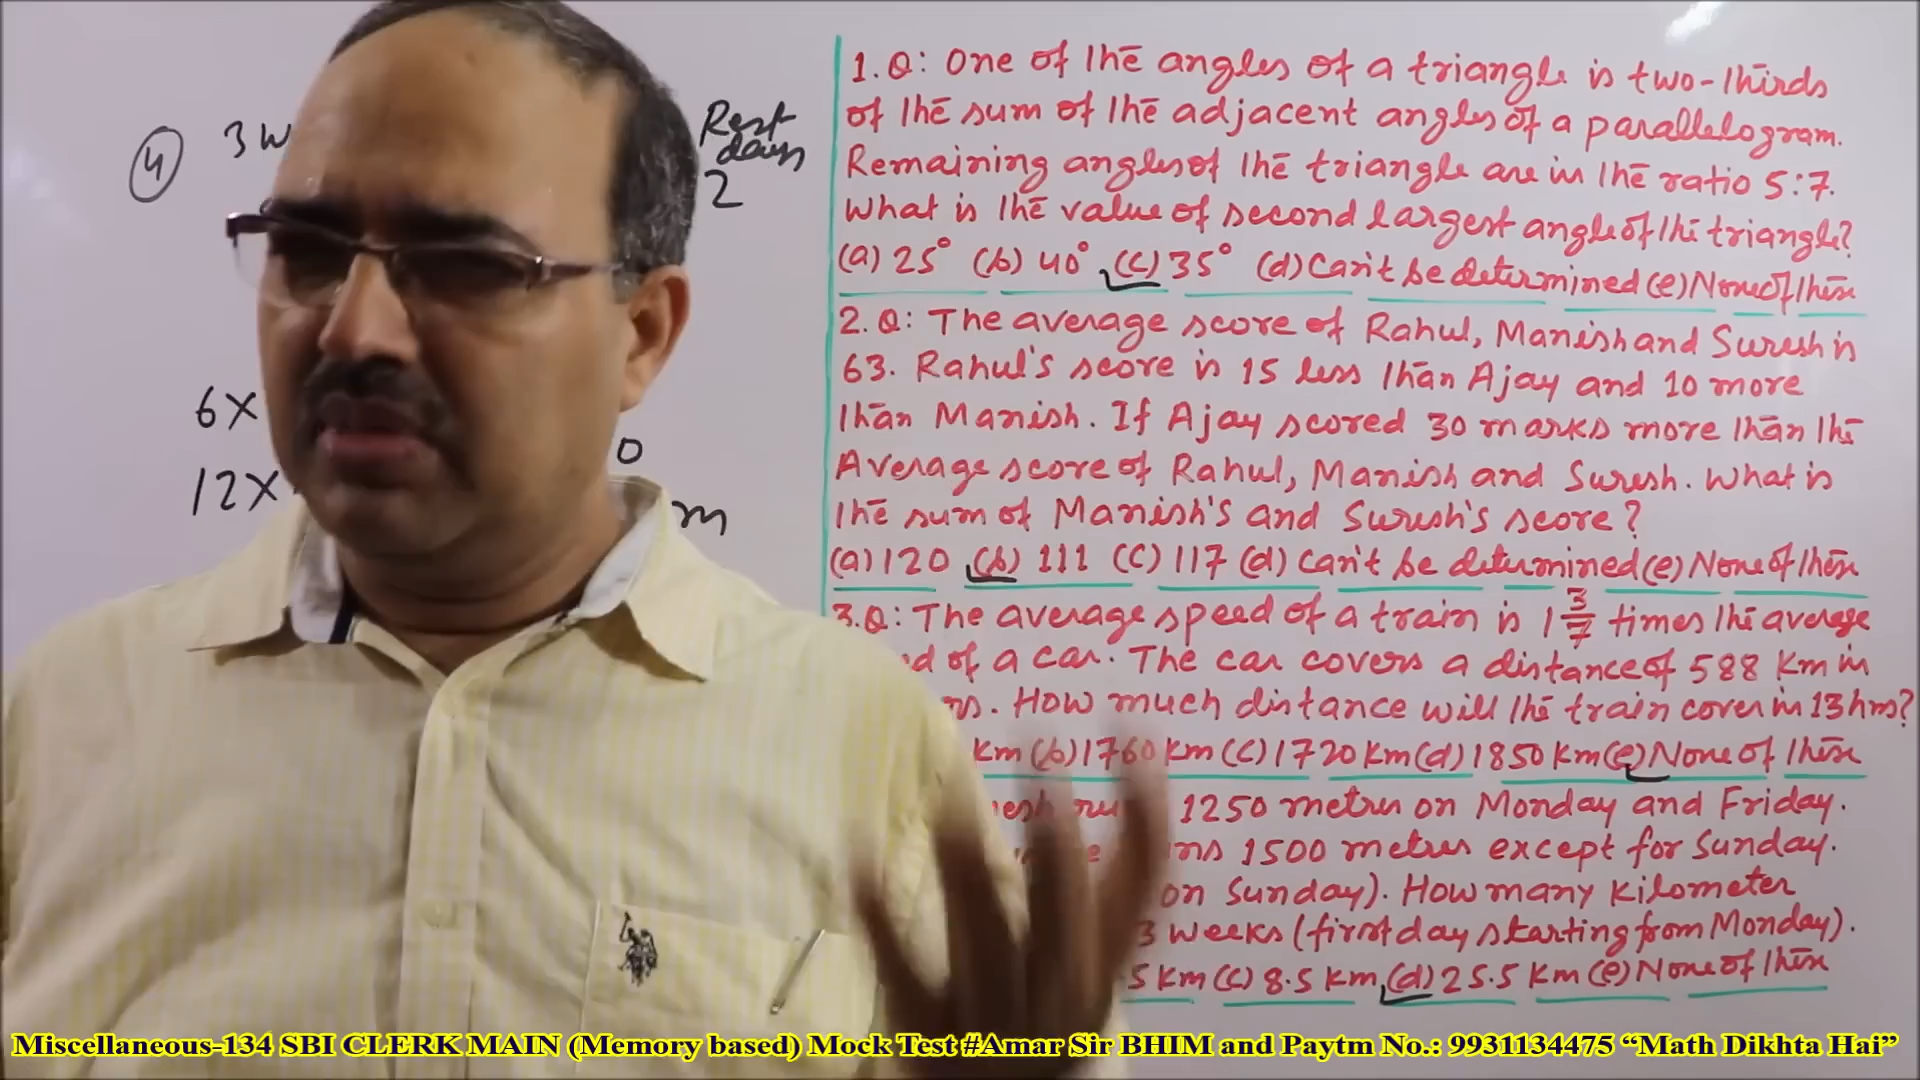 4
3 W
Rest
days
2
6X
12X
0
m
1.Q: One of the angles of a triangle is two-thirds
of the sum of the adjacent angles of a parallelogram.
Remaining angles of the triangle are in the ratio 5:7.
What is the value of second largest angle of the triangle?
(a) 25° (b) 40° (c) 35° (d) Can't be determined (e) None of these
2.Q: The average score of Rahul, Manish and Suresh is
63. Rahul's score is 15 less than Ajay and 10 more
than Manish. If Ajay scored 30 marks more than the
Average score of Rahul, Manish and Suresh. What is
the sum of Manish's and Suresh's score?
(a) 120 (b) 111 (c) 117 (d) Can't be determined (e) None of these
3.Q: The average speed of a train is 1 3/7 times the average
d of a car. The car covers a distance of 588 Km in
rs. How much distance will the train cover in 13 hrs?
Km (b) 1760 Km (c) 1720 Km (d) 1850 Km (e) None of these
1250 metres on Monday and Friday.
1500 metres except for Sunday.
on Sunday). How many Kilometer
3 weeks (first day starting from Monday).
.5 Km (c) 8.5 Km (d) 25.5 Km (e) None of these
Miscellaneous-134 SBI CLERK MAIN (Memory based) Mock Test #Amar Sir BHIM and Paytm No.: 9931134475 “Math Dikhta Hai”